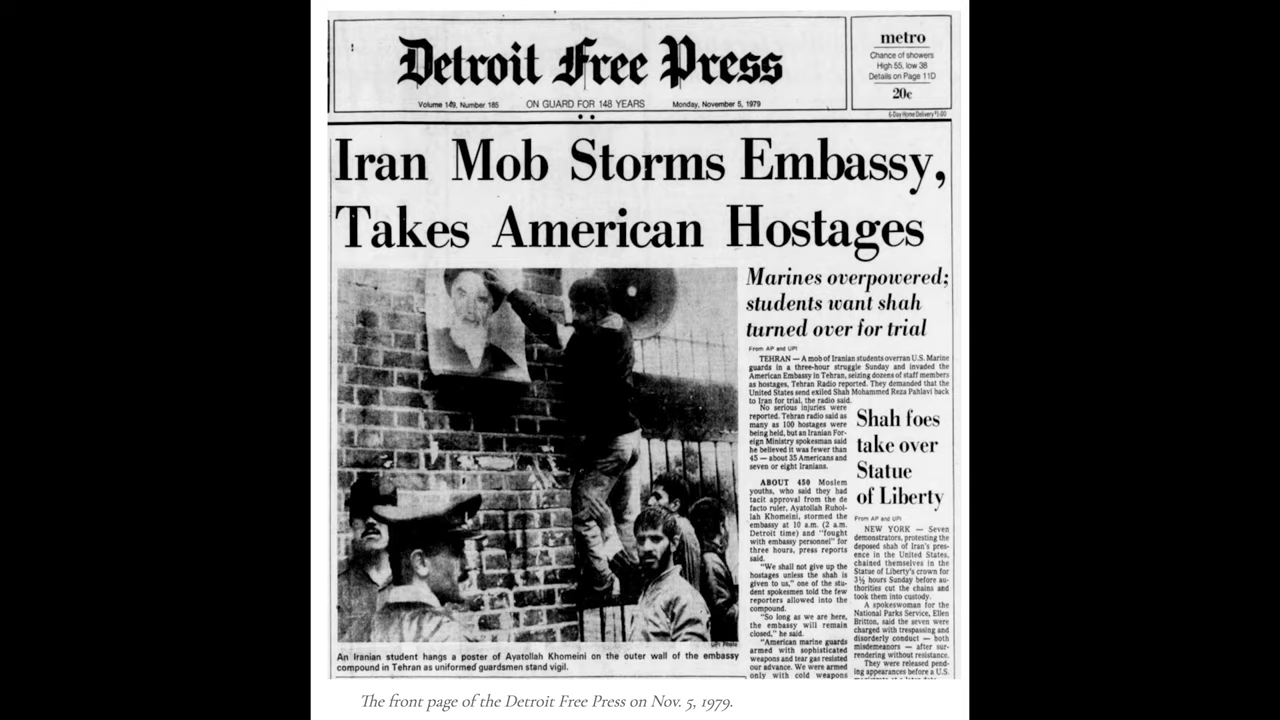 Detroit Free Press
Volume 149, Number 185
ON GUARD FOR 148 YEARS
Monday, November 5, 1979
metro
Chance of showers
High 55, low 38
Details on Page 11D
20c
6-Day Home Delivery $1.00
Iran Mob Storms Embassy,
Takes American Hostages
Marines overpowered;
students want shah
turned over for trial
From AP and UPI
TEHRAN — A mob of Iranian students overran U.S. Marine
guards in a three-hour struggle Sunday and invaded the
American Embassy in Tehran, seizing dozens of staff members
as hostages, Tehran Radio reported. They demanded that the
United States send exiled Shah Mohammed Reza Pahlavi back
to Iran for trial, the radio said.
No serious injuries were
reported. Tehran radio said as
many as 100 hostages were
being held, but an Iranian For-
eign Ministry spokesman said
he believed it was fewer than
45 — about 35 Americans and
seven or eight Iranians.
ABOUT 450 Moslem
youths, who said they had
tacit approval from the de
facto ruler, Ayatollah Ruhol-
lah Khomeini, stormed the
embassy at 10 a.m. (2 a.m.
Detroit time) and "fought
with embassy personnel" for
three hours, press reports
said.
"We shall not give up the
hostages unless the shah is
given to us," one of the stu-
dent spokesmen told the few
reporters allowed into the
compound.
"So long as we are here,
the embassy will remain
closed," he said.
"American marine guards
armed with sophisticated
weapons and tear gas resisted
our advance. We were armed
only with cold weapons
Shah foes
take over
Statue
of Liberty
From AP and UPI
NEW YORK — Seven
demonstrators, protesting the
deposed shah of Iran's pres-
ence in the United States,
chained themselves in the
Statue of Liberty's crown for
3½ hours Sunday before au-
thorities cut the chains and
took them into custody.
A spokeswoman for the
National Parks Service, Ellen
Britton, said the seven were
charged with trespassing and
disorderly conduct — both
misdemeanors — after sur-
rendering without resistance.
They were released pend-
ing appearances before a U.S.
UPI Photo
An Iranian student hangs a poster of Ayatollah Khomeini on the outer wall of the embassy
compound in Tehran as uniformed guardsmen stand vigil.
The front page of the Detroit Free Press on Nov. 5, 1979.